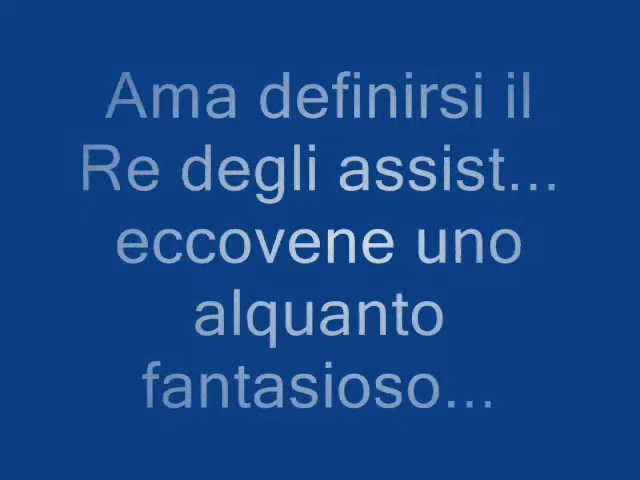 Ama definirsi il
Re degli assist...
eccovene uno
alquanto
fantasioso...